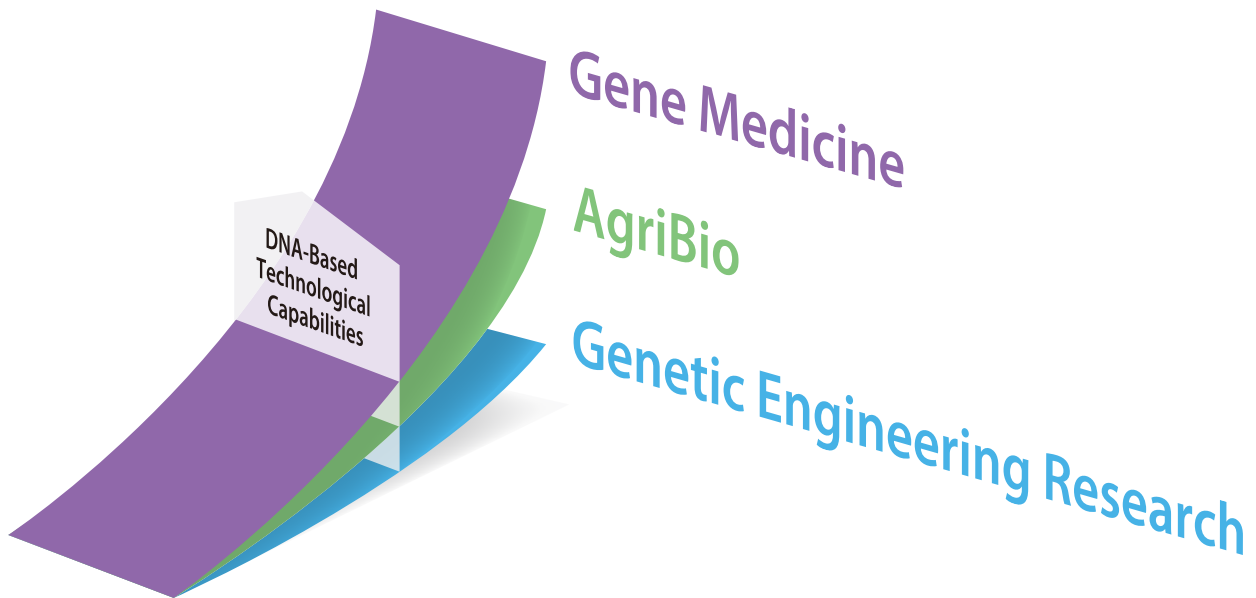 Gene Medicine
AgriBio
DNA-Based
Technological
Capabilities
Genetic Engineering Research